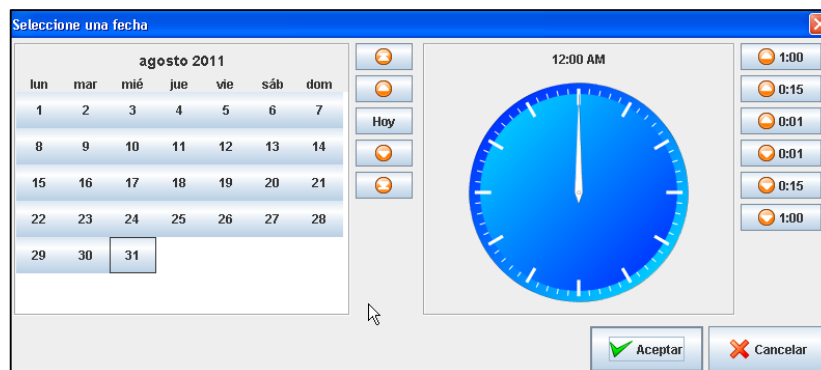 Seleccione una fecha
agosto 2011
lun mar mié jue vie sáb dom
1 2 3 4 5 6 7
8 9 10 11 12 13 14
15 16 17 18 19 20 21
22 23 24 25 26 27 28
29 30 31
Hoy
12:00 AM
1:00
0:15
0:01
0:01
0:15
1:00
Aceptar
Cancelar